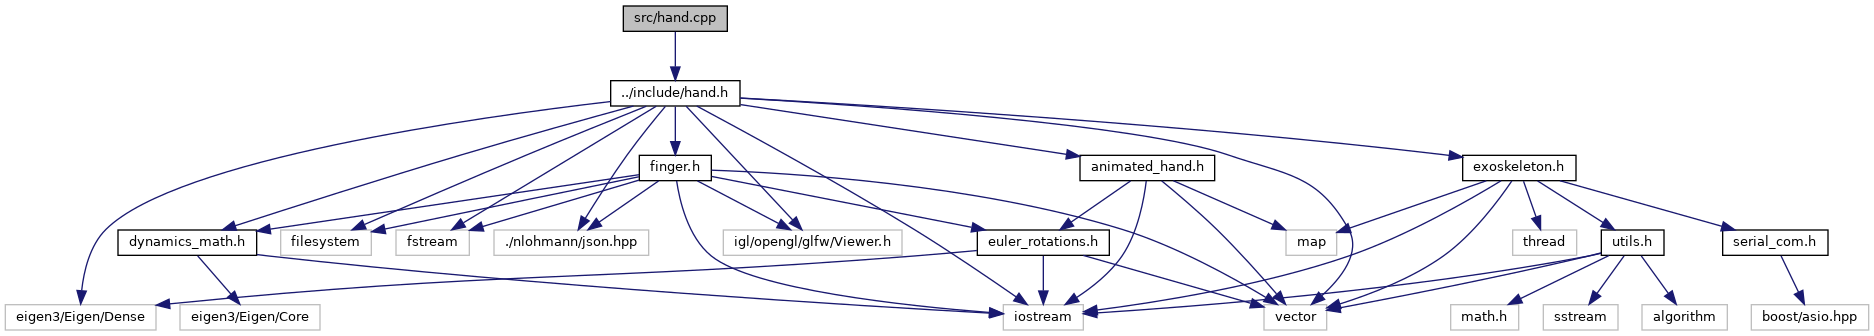 src/hand.cpp
../include/hand.h
finger.h
animated_hand.h
exoskeleton.h
dynamics_math.h
filesystem
fstream
./nlohmann/json.hpp
igl/opengl/glfw/Viewer.h
euler_rotations.h
map
thread
utils.h
serial_com.h
eigen3/Eigen/Dense
eigen3/Eigen/Core
iostream
vector
math.h
sstream
algorithm
boost/asio.hpp